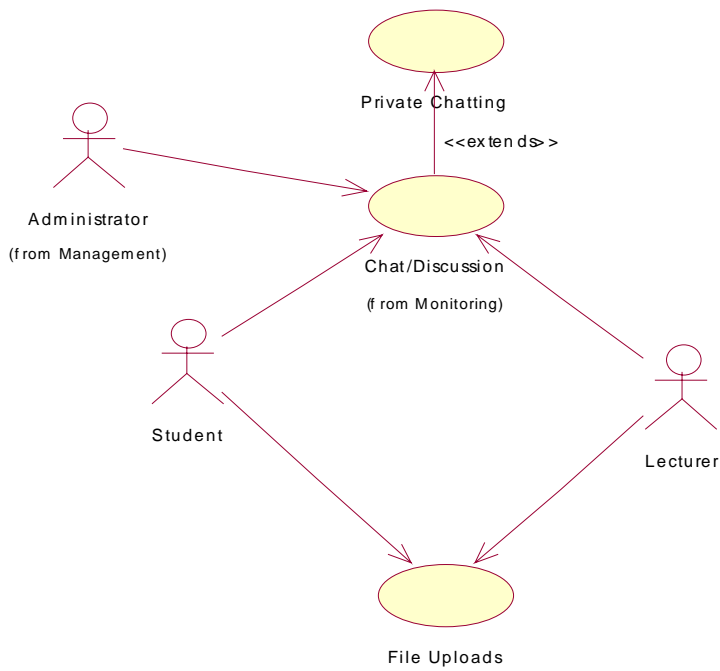 Private Chatting
<<extends>>
Administrator
(from Management)
Chat/Discussion
(from Monitoring)
Student
Lecturer
File Uploads